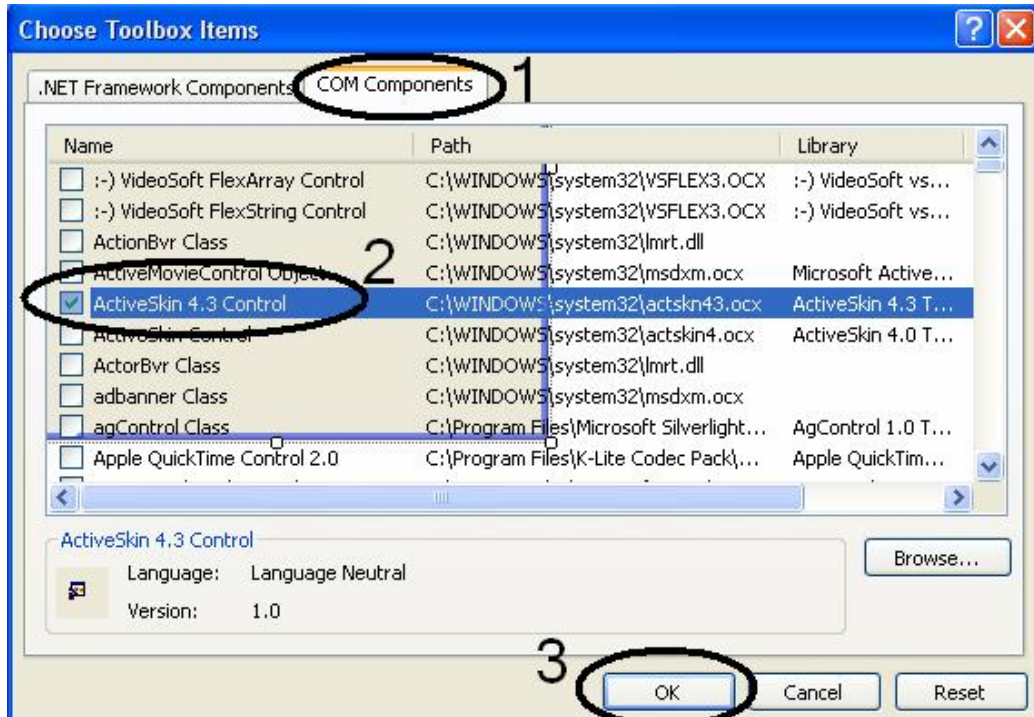 Choose Toolbox Items
.NET Framework Components COM Components 1
Name Path Library
:-) VideoSoft FlexArray Control C:\WINDOWS\system32\VSFLEX3.OCX :-) VideoSoft vs...
:-) VideoSoft FlexString Control C:\WINDOWS\system32\VSFLEX3.OCX :-) VideoSoft vs...
ActionBvr Class C:\WINDOWS\system32\lmrt.dll
2
ActiveMovieControl Object C:\WINDOWS\system32\msdxm.ocx Microsoft Active...
ActiveSkin 4.3 Control C:\WINDOWS\system32\actskn43.ocx ActiveSkin 4.3 T...
ActiveSkin Control C:\WINDOWS\system32\actskn4.ocx ActiveSkin 4.0 T...
ActorBvr Class C:\WINDOWS\system32\lmrt.dll
adbanner Class C:\WINDOWS\system32\msdxm.ocx
agControl Class C:\Program Files\Microsoft Silverlight... AgControl 1.0 T...
Apple QuickTime Control 2.0 C:\Program Files\K-Lite Codec Pack\... Apple QuickTim...
ActiveSkin 4.3 Control
Browse...
Language: Language Neutral
Version: 1.0
3
OK Cancel Reset